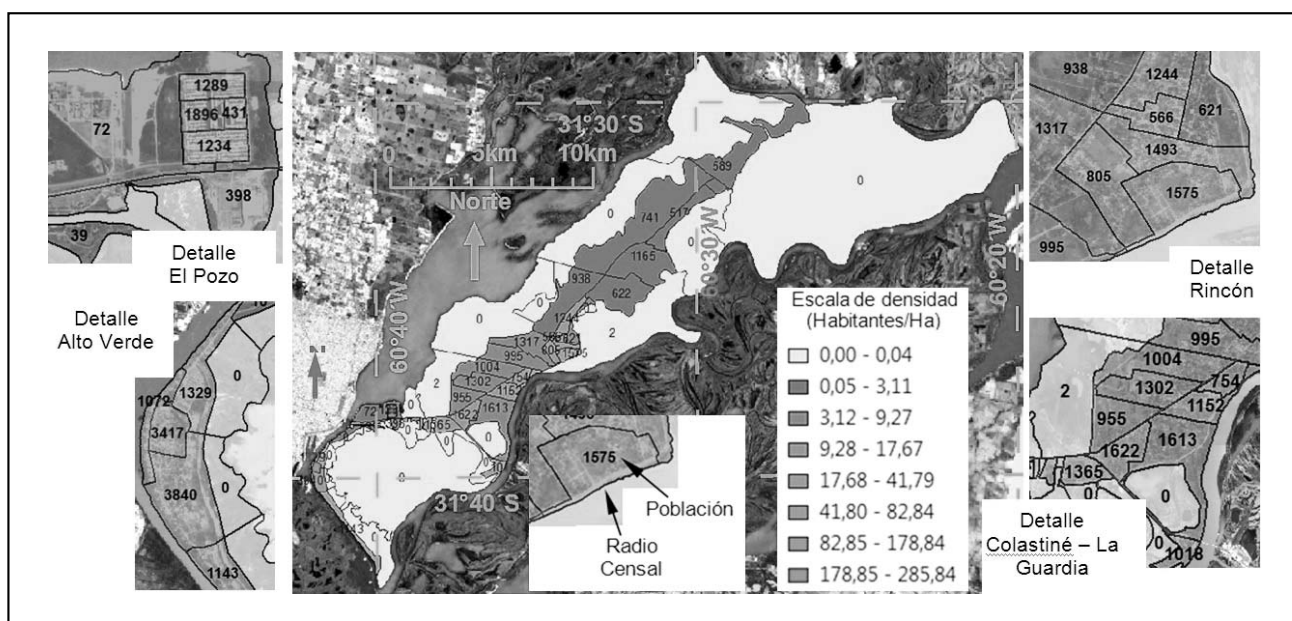 1289
1896 431
72
1234
398
39
Detalle
El Pozo
Detalle
Alto Verde
1329
0
1072
3417
0
3840
1143
31°30´S
0
5km
10km
Norte
589
0
0
517
741
0
1165
60°30´W
60°20´W
938
622
60°40´W
0
0
1244
2
1317
995
1004
1302
1152
2
955
1613
1622
72
0
0
31°40´S
1575
Población
Radio
Censal
Escala de densidad
(Habitantes/Ha)
0,00 - 0,04
0,05 - 3,11
3,12 - 9,27
9,28 - 17,67
17,68 - 41,79
41,80 - 82,84
82,85 - 178,84
178,85 - 285,84
938
1244
621
566
1317
1493
805
1575
995
Detalle
Rincón
995
1004
2
1302
754
1152
955
1613
1622
1365
0
0
0
1018
Detalle
Colastiné – La
Guardia